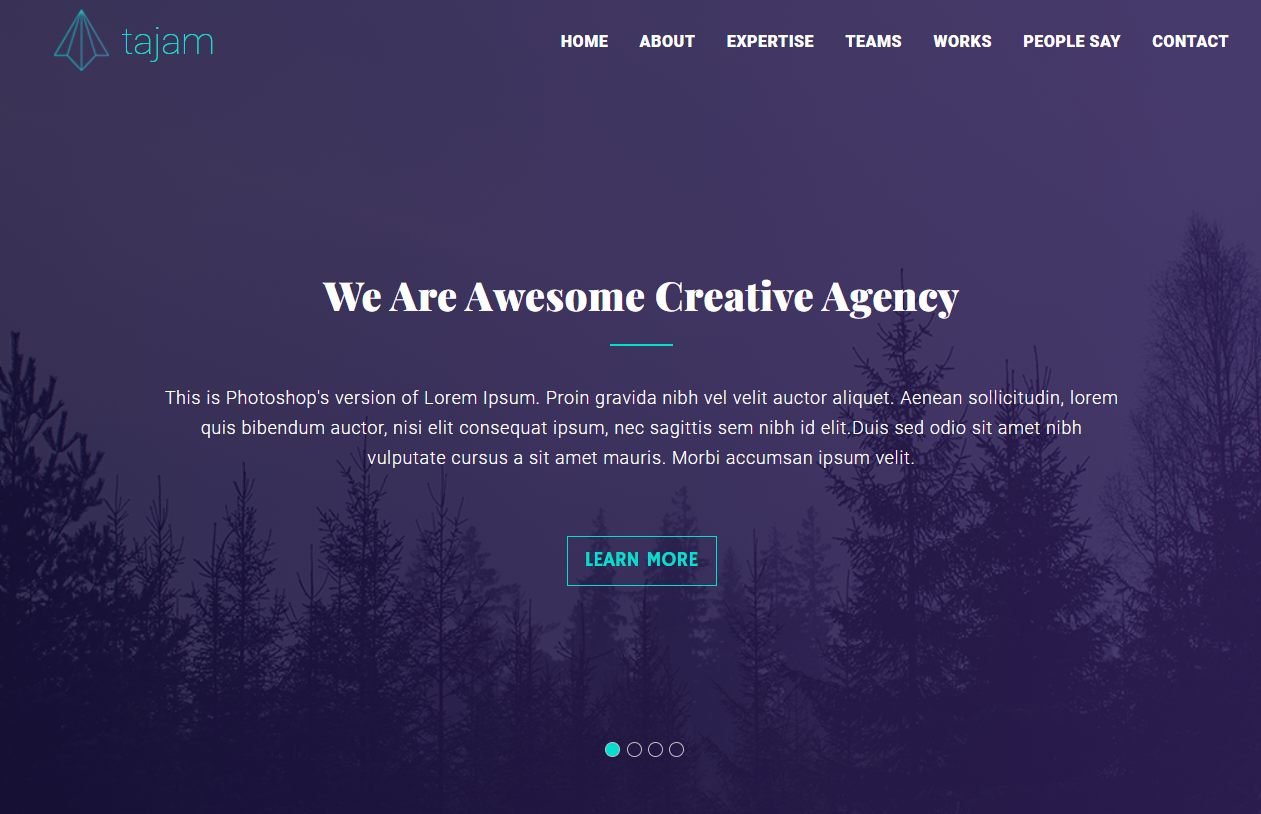 tajam
HOME ABOUT EXPERTISE TEAMS WORKS PEOPLE SAY CONTACT
We Are Awesome Creative Agency
This is Photoshop's version of Lorem Ipsum. Proin gravida nibh vel velit auctor aliquet. Aenean sollicitudin, lorem
quis bibendum auctor, nisi elit consequat ipsum, nec sagittis sem nibh id elit.Duis sed odio sit amet nibh
vulputate cursus a sit amet mauris. Morbi accumsan ipsum velit.
LEARN MORE